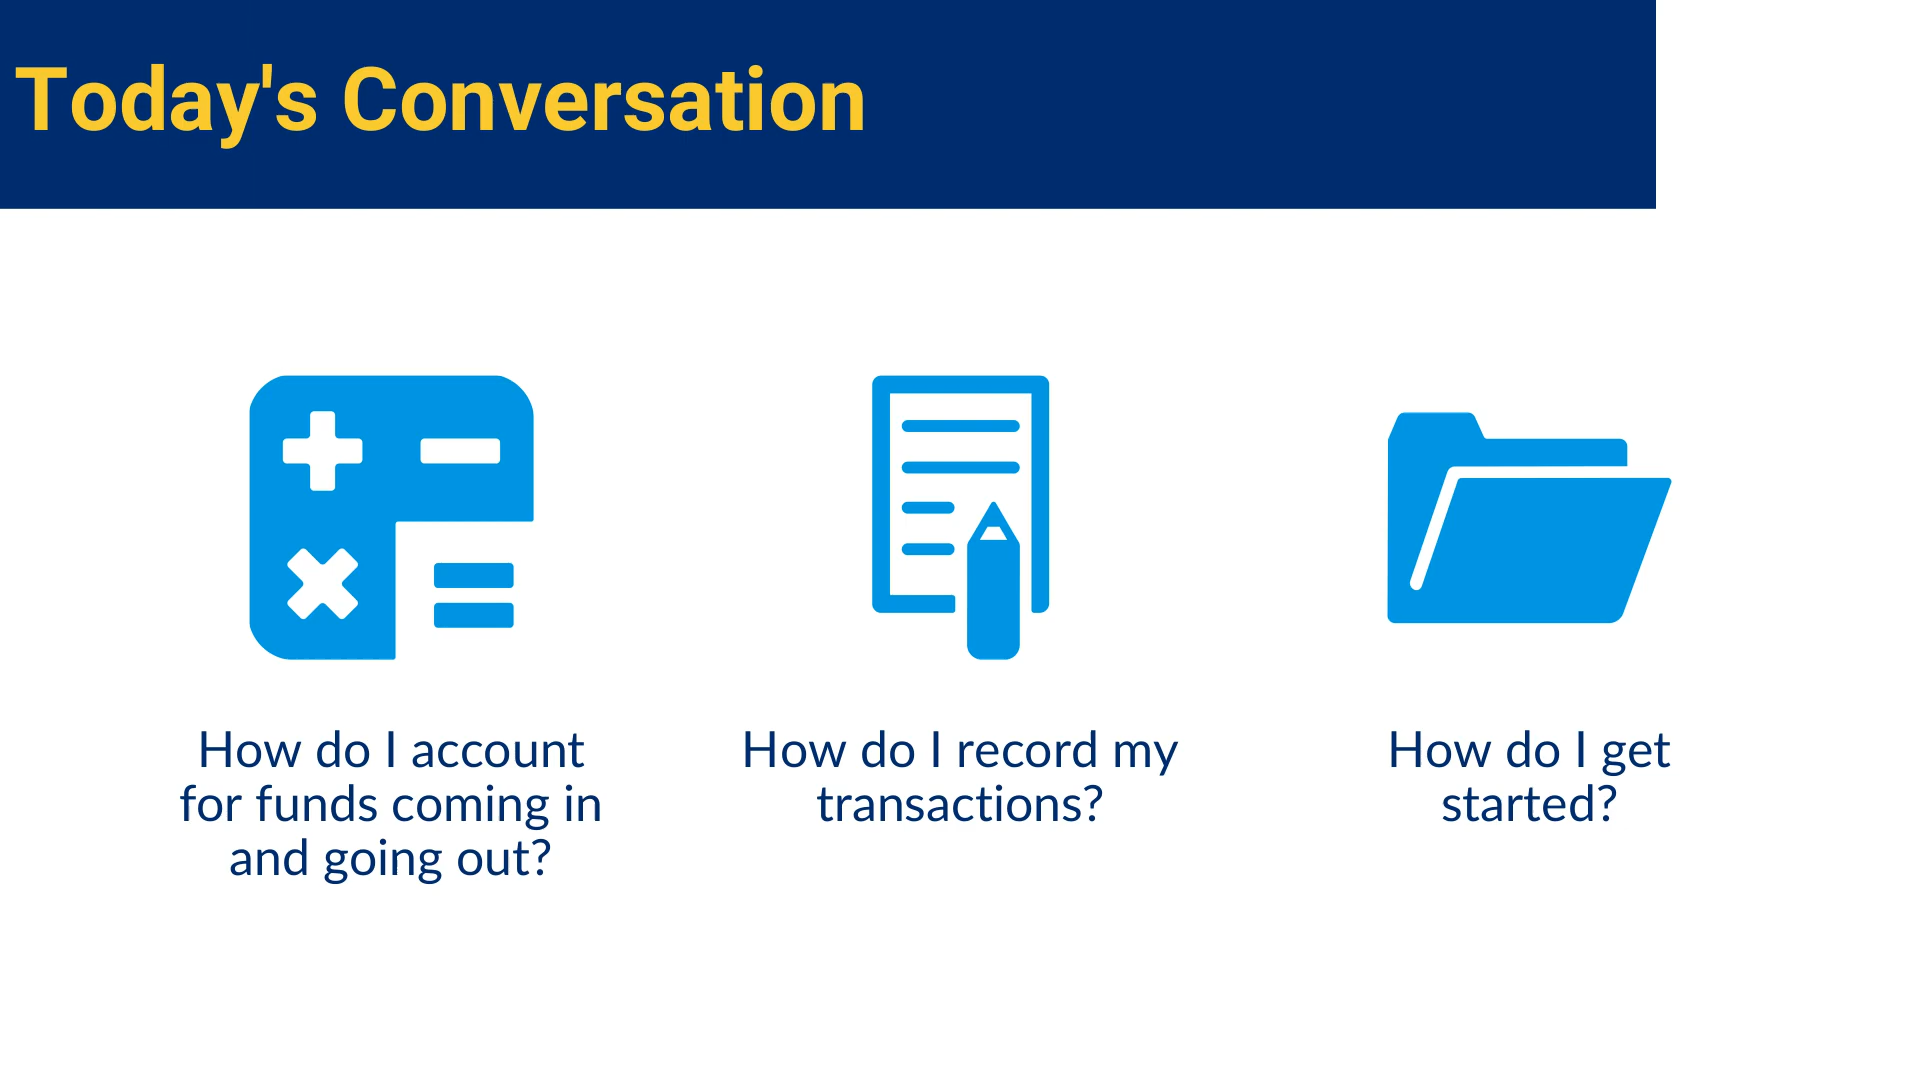 Today's Conversation
How do I account
for funds coming in
and going out?
How do I record my
transactions?
How do I get
started?